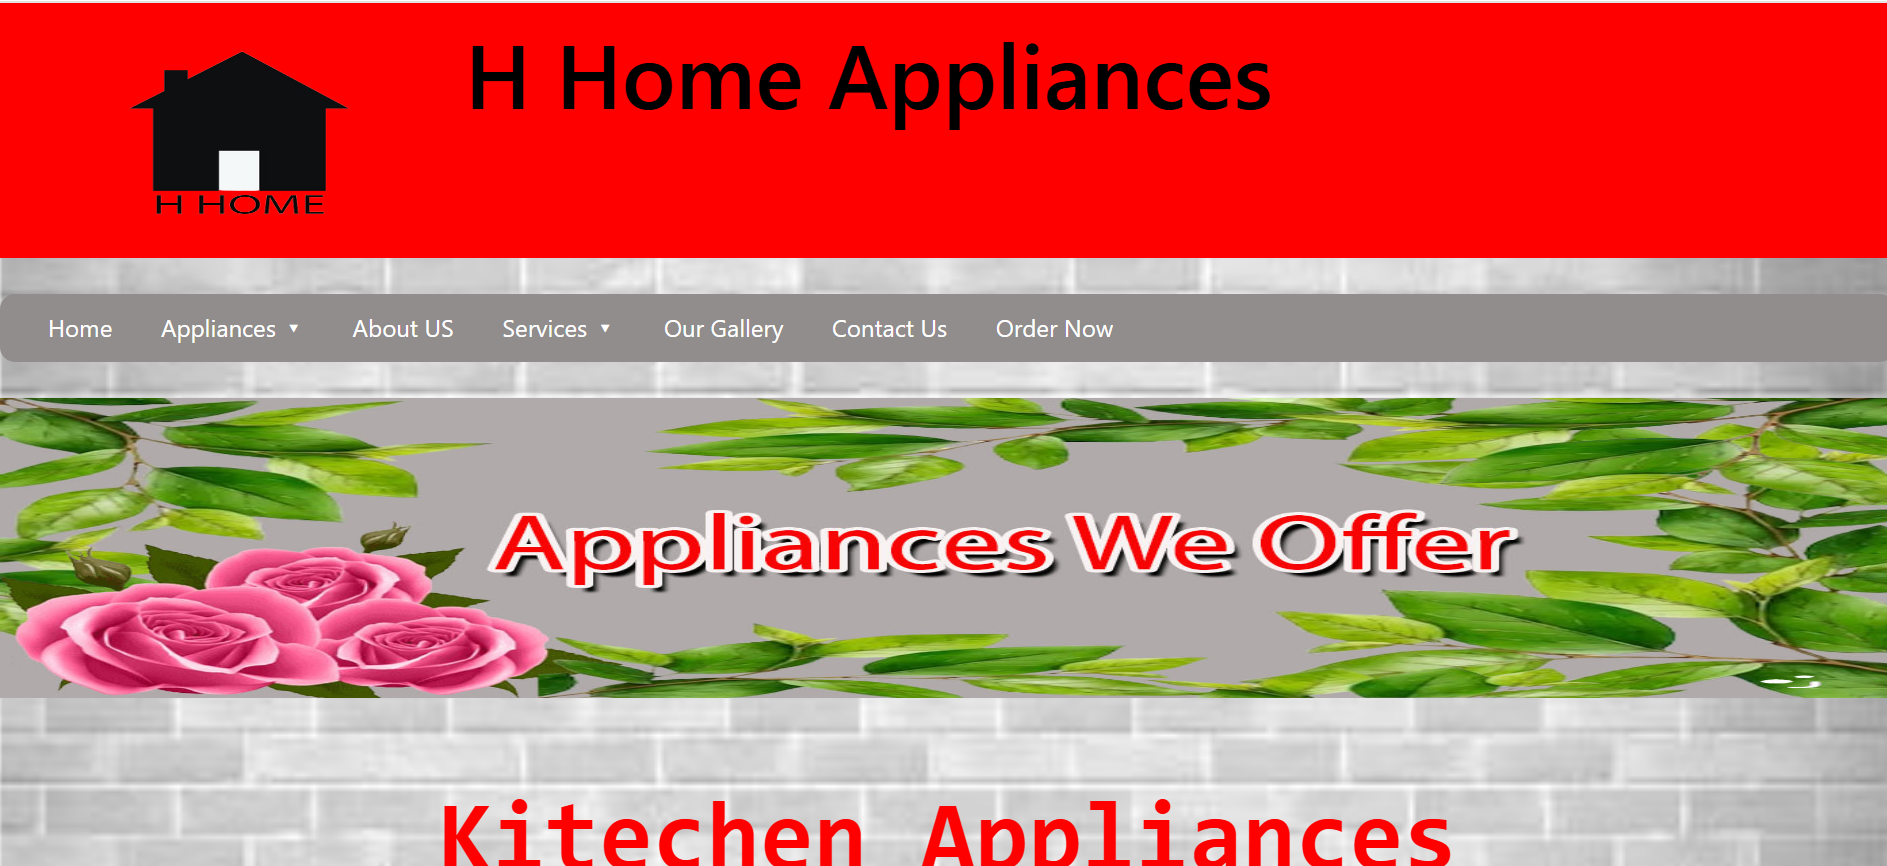 H Home Appliances
H HOME
Home Appliances ▼ About US Services ▼ Our Gallery Contact Us Order Now
Appliances We Offer
Kitechen Appliances